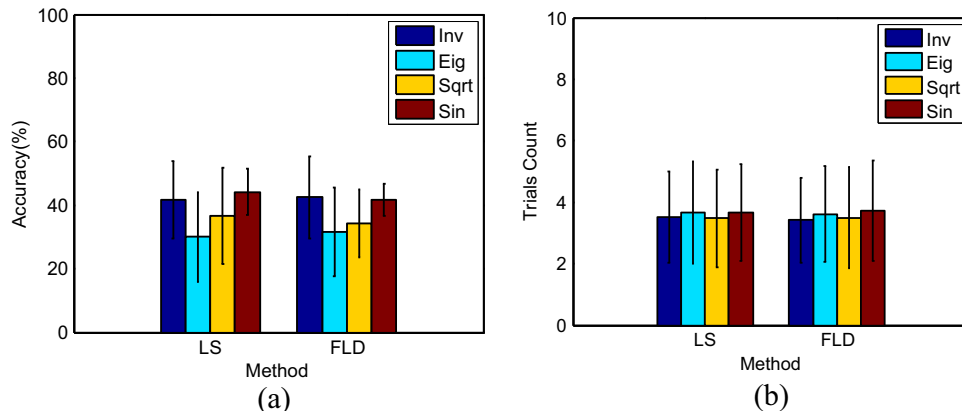 100
80
60
40
20
0
Accuracy(%)
Inv
Eig
Sqrt
Sin
LS FLD
Method
(a)
10
8
6
4
2
0
Trials Count
Inv
Eig
Sqrt
Sin
LS FLD
Method
(b)